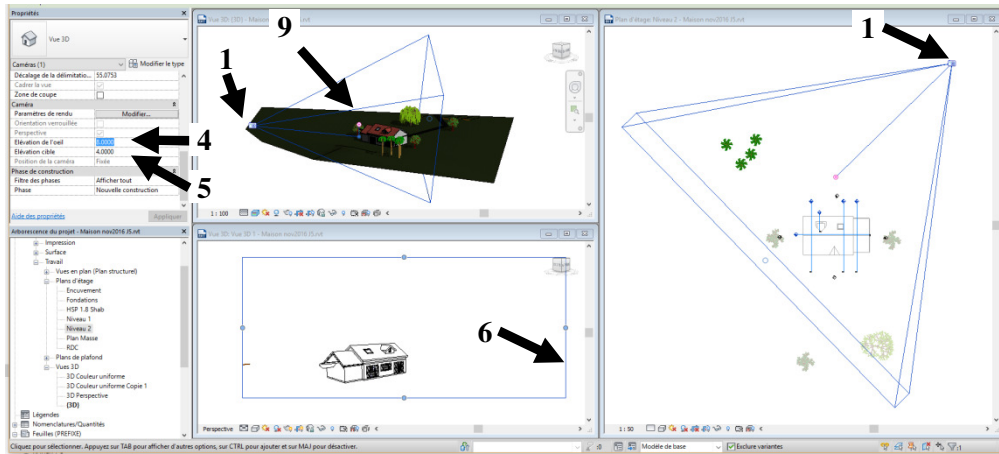 Propriétés
Vue 3D
Caméras (1)
Modifier le type
Décalage de la délimitatio... 55.0753
Cadrer la vue
Zone de coupe
Caméra
Paramètres de rendu Modifier...
Orientation verrouillée
Perspective
Elévation de l'oeil
Elévation cible 4.0000
Position de la caméra Fixée
Phase de construction
Filtre des phases Afficher tout
Phase Nouvelle construction
Aide des propriétés Appliquer
Arborescence du projet - Maison nov2016 JS.rvt
Impression
Surface
Travail
Vues en plan (Plan structurel)
Plans d'étage
Encuvement
Fondations
HSP 1.8 Shab
Niveau 1
Niveau 2
Plan Masse
RDC
Plans de plafond
Vues 3D
3D Couleur uniforme
3D Couleur uniforme Copie 1
3D Perspective
{3D}
Légendes
Nomenclatures/Quantités
Feuilles (PREFIXE)
Vue 3D: {3D} - Maison nov2016 JS.rvt
1
9
4
5
1 : 100
Vue 3D: Vue 3D 1 - Maison nov2016 JS.rvt
6
Perspective
Plan d'étage: Niveau 2 - Maison nov2016 JS.rvt
1
1 : 50
Cliquez pour sélectionner. Appuyez sur TAB pour afficher d'autres options, sur CTRL pour ajouter et sur MAJ pour désactiver.
:0
Modèle de base
Exclure variantes
:1